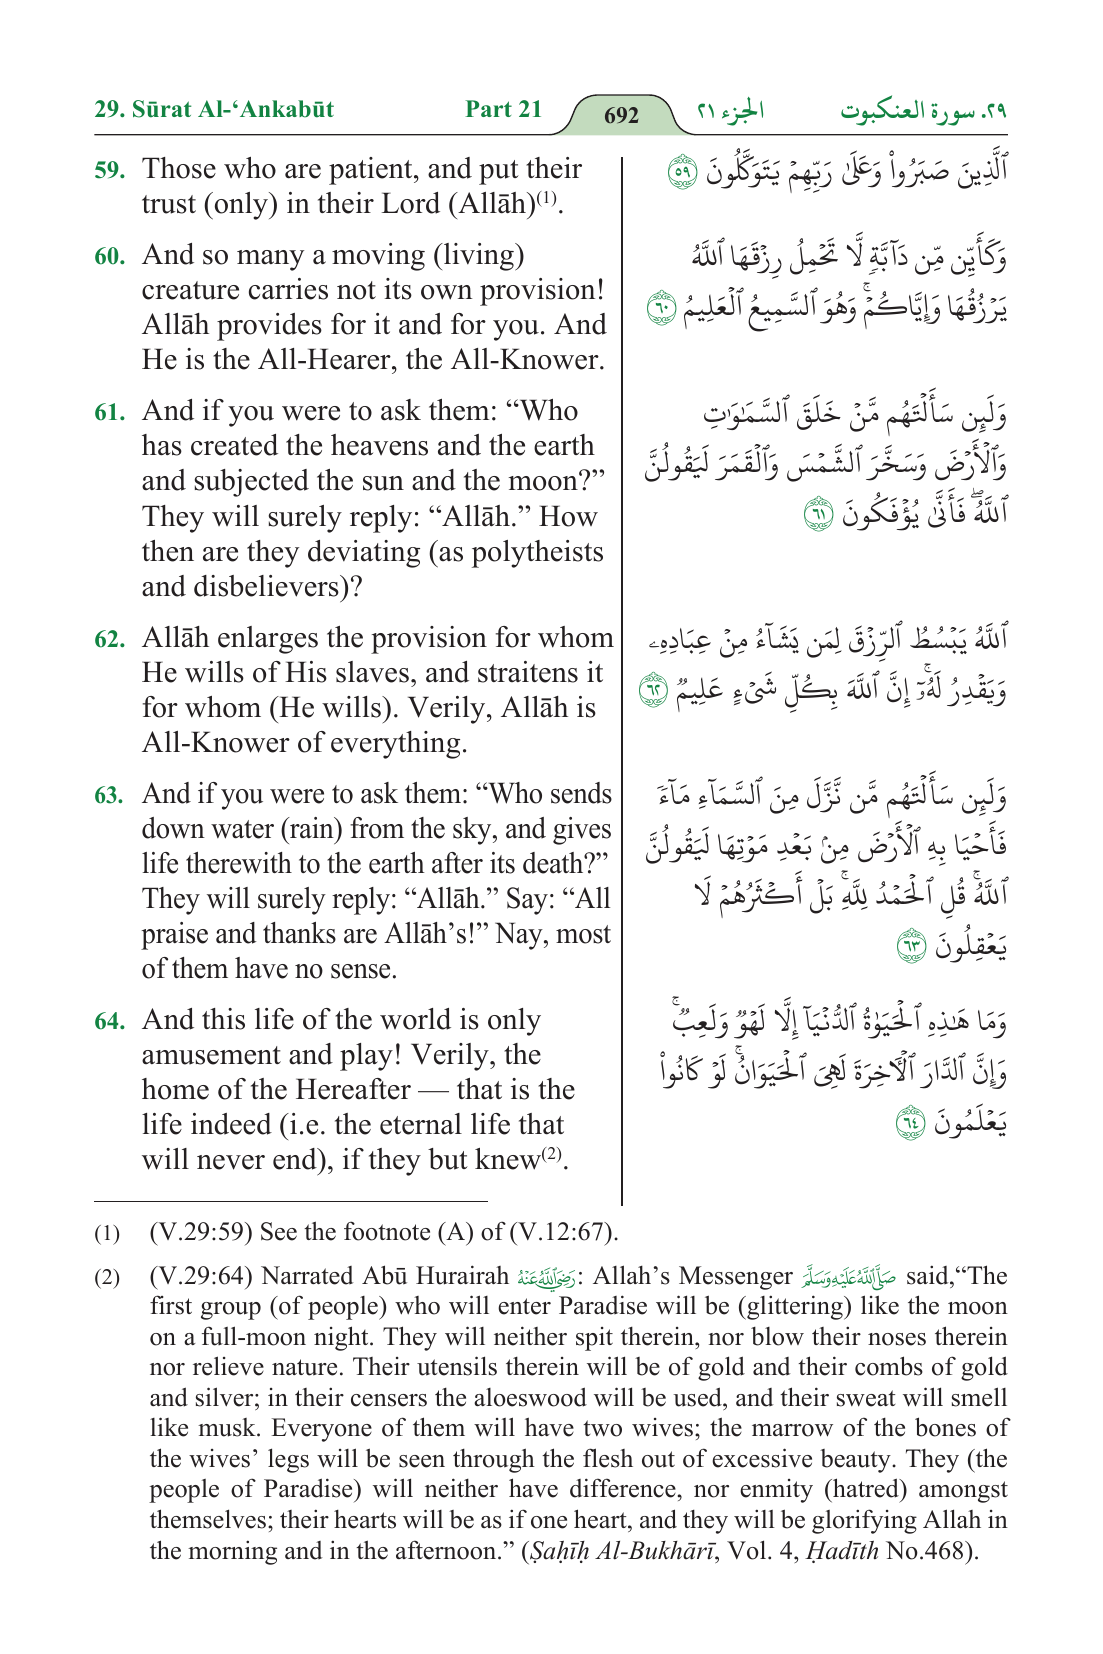 29. Sūrat Al-‘Ankabūt Part 21 692 الجزء ٢١ ٢٩. سورة العنكبوت
59. Those who are patient, and put their
trust (only) in their Lord (Allāh)(1).
60. And so many a moving (living)
creature carries not its own provision!
Allāh provides for it and for you. And
He is the All-Hearer, the All-Knower.
61. And if you were to ask them: “Who
has created the heavens and the earth
and subjected the sun and the moon?”
They will surely reply: “Allāh.” How
then are they deviating (as polytheists
and disbelievers)?
62. Allāh enlarges the provision for whom
He wills of His slaves, and straitens it
for whom (He wills). Verily, Allāh is
All-Knower of everything.
63. And if you were to ask them: “Who sends
down water (rain) from the sky, and gives
life therewith to the earth after its death?”
They will surely reply: “Allāh.” Say: “All
praise and thanks are Allāh’s!” Nay, most
of them have no sense.
64. And this life of the world is only
amusement and play! Verily, the
home of the Hereafter — that is the
life indeed (i.e. the eternal life that
will never end), if they but knew(2).
ٱلَّذِينَ صَبَرُواْ وَعَلَىٰ رَبِّهِمۡ يَتَوَكَّلُونَ ٥٩
وَكَأَيِّن مِّن دَآبَّةٖ لَّا تَحۡمِلُ رِزۡقَهَا ٱللَّهُ
يَرۡزُقُهَا وَإِيَّاكُمۡۚ وَهُوَ ٱلسَّمِيعُ ٱلۡعَلِيمُ ٦٠
وَلَئِن سَأَلۡتَهُم مَّنۡ خَلَقَ ٱلسَّمَٰوَٰتِ
وَٱلۡأَرۡضَ وَسَخَّرَ ٱلشَّمۡسَ وَٱلۡقَمَرَ لَيَقُولُنَّ
ٱللَّهُۖ فَأَنَّىٰ يُؤۡفَكُونَ ٦١
ٱللَّهُ يَبۡسُطُ ٱلرِّزۡقَ لِمَن يَشَآءُ مِنۡ عِبَادِهِۦ
وَيَقۡدِرُ لَهُۥٓۚ إِنَّ ٱللَّهَ بِكُلِّ شَيۡءٍ عَلِيمٞ ٦٢
وَلَئِن سَأَلۡتَهُم مَّن نَّزَّلَ مِنَ ٱلسَّمَآءِ مَآءٗ
فَأَحۡيَا بِهِ ٱلۡأَرۡضَ مِنۢ بَعۡدِ مَوۡتِهَا لَيَقُولُنَّ
ٱللَّهُۚ قُلِ ٱلۡحَمۡدُ لِلَّهِۚ بَلۡ أَكۡثَرُهُمۡ لَا
يَعۡقِلُونَ ٦٣
وَمَا هَٰذِهِ ٱلۡحَيَوٰةُ ٱلدُّنۡيَآ إِلَّا لَهۡوٞ وَلَعِبٞۚ
وَإِنَّ ٱلدَّارَ ٱلۡأٓخِرَةَ لَهِيَ ٱلۡحَيَوَانُۚ لَوۡ كَانُواْ
يَعۡلَمُونَ ٦٤
(1) (V.29:59) See the footnote (A) of (V.12:67).
(2) (V.29:64) Narrated Abū Hurairah رَضِيَ اللَّهُ عَنْهُ: Allah’s Messenger صَلَّى اللَّهُ عَلَيْهِ وَسَلَّمَ said,“The
first group (of people) who will enter Paradise will be (glittering) like the moon
on a full-moon night. They will neither spit therein, nor blow their noses therein
nor relieve nature. Their utensils therein will be of gold and their combs of gold
and silver; in their censers the aloeswood will be used, and their sweat will smell
like musk. Everyone of them will have two wives; the marrow of the bones of
the wives’ legs will be seen through the flesh out of excessive beauty. They (the
people of Paradise) will neither have difference, nor enmity (hatred) amongst
themselves; their hearts will be as if one heart, and they will be glorifying Allah in
the morning and in the afternoon.” (Ṣaḥīḥ Al-Bukhārī, Vol. 4, Ḥadīth No.468).